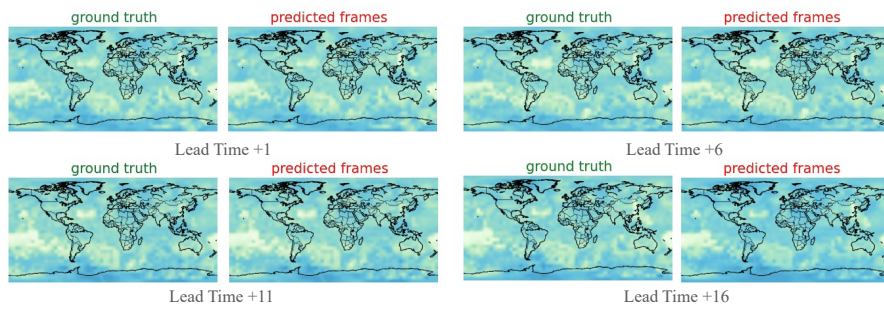 ground truth predicted frames ground truth predicted frames
Lead Time +1 Lead Time +6
ground truth predicted frames ground truth predicted frames
Lead Time +11 Lead Time +16